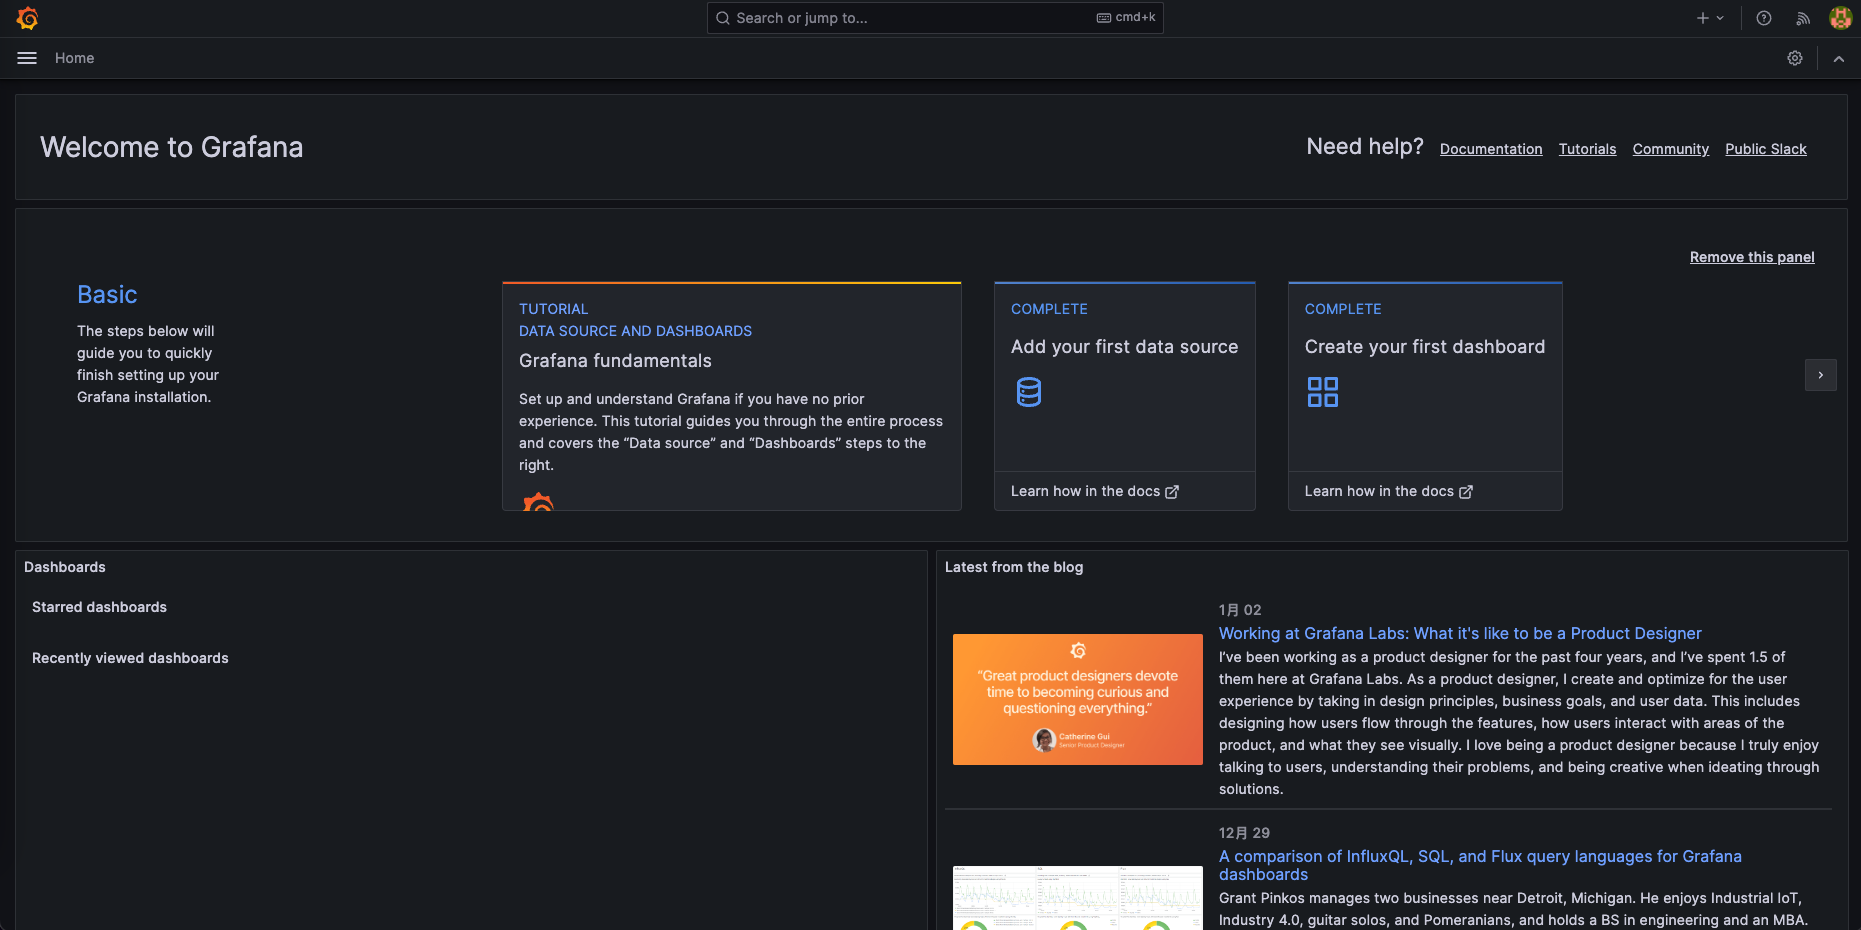 Search or jump to...
cmd+k
Home
Welcome to Grafana
Need help?
Documentation
Tutorials
Community
Public Slack
Remove this panel
Basic
The steps below will
guide you to quickly
finish setting up your
Grafana installation.
TUTORIAL
DATA SOURCE AND DASHBOARDS
Grafana fundamentals
Set up and understand Grafana if you have no prior
experience. This tutorial guides you through the entire process
and covers the “Data source” and “Dashboards” steps to the
right.
COMPLETE
Add your first data source
Learn how in the docs
COMPLETE
Create your first dashboard
Learn how in the docs
Dashboards
Starred dashboards
Recently viewed dashboards
Latest from the blog
“Great product designers devote
time to becoming curious and
questioning everything.”
Catherine Gui
Senior Product Designer
1月 02
Working at Grafana Labs: What it's like to be a Product Designer
I’ve been working as a product designer for the past four years, and I’ve spent 1.5 of
them here at Grafana Labs. As a product designer, I create and optimize for the user
experience by taking in design principles, business goals, and user data. This includes
designing how users flow through the features, how users interact with areas of the
product, and what they see visually. I love being a product designer because I truly enjoy
talking to users, understanding their problems, and being creative when ideating through
solutions.
12月 29
A comparison of InfluxQL, SQL, and Flux query languages for Grafana
dashboards
Grant Pinkos manages two businesses near Detroit, Michigan. He enjoys Industrial IoT,
Industry 4.0, guitar solos, and Pomeranians, and holds a BS in engineering and an MBA.